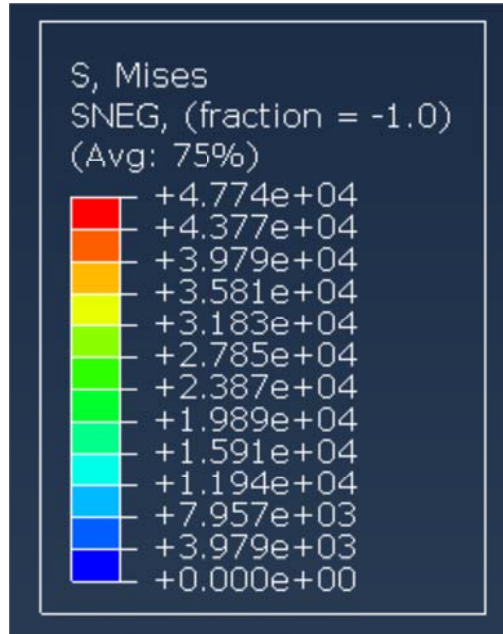 S, Mises
SNEG, (fraction = -1.0)
(Avg: 75%)
+4.774e+04
+4.377e+04
+3.979e+04
+3.581e+04
+3.183e+04
+2.785e+04
+2.387e+04
+1.989e+04
+1.591e+04
+1.194e+04
+7.957e+03
+3.979e+03
+0.000e+00